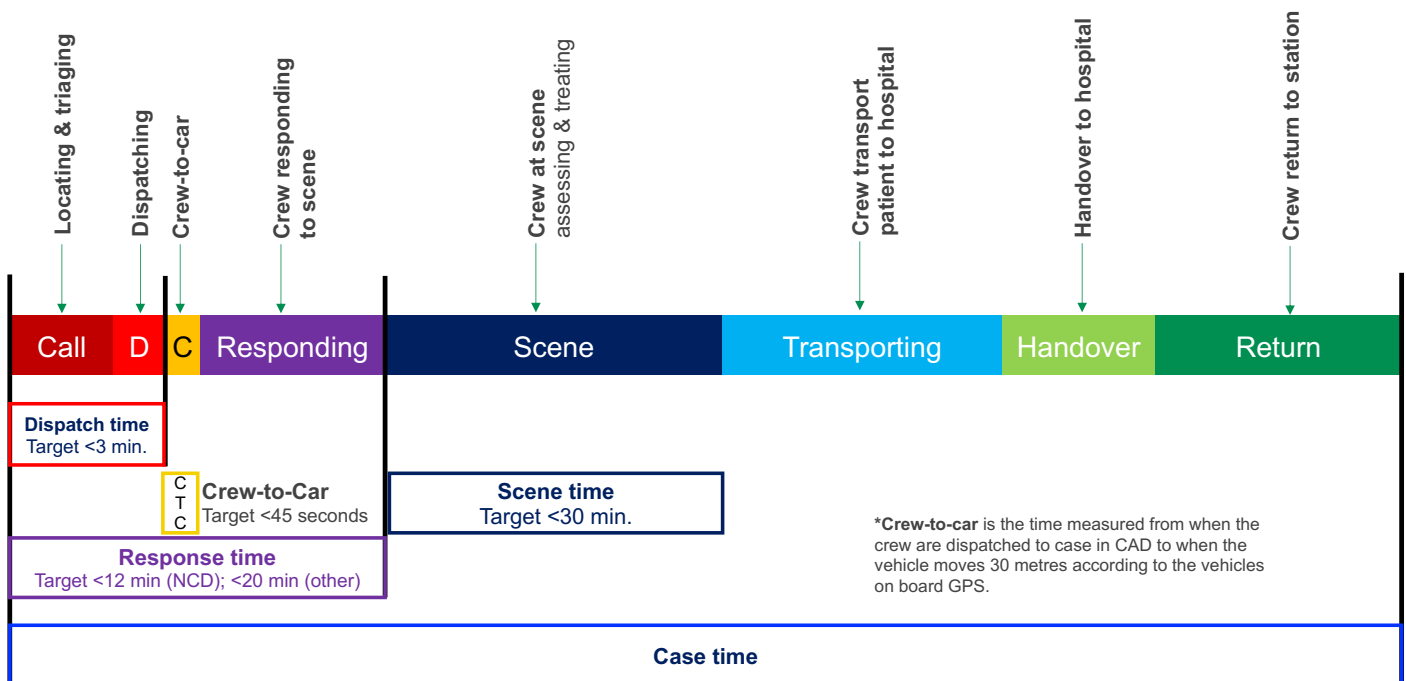 Locating & triaging
Dispatching
Crew-to-car
Crew responding
to scene
Crew at scene
assessing & treating
Crew transport
patient to hospital
Handover to hospital
Crew return to station
Call
D
C
Responding
Scene
Transporting
Handover
Return
Dispatch time
Target <3 min.
C
T
C
Crew-to-Car
Target <45 seconds
Scene time
Target <30 min.
*Crew-to-car is the time measured from when the
crew are dispatched to case in CAD to when the
vehicle moves 30 metres according to the vehicles
on board GPS.
Response time
Target <12 min (NCD); <20 min (other)
Case time